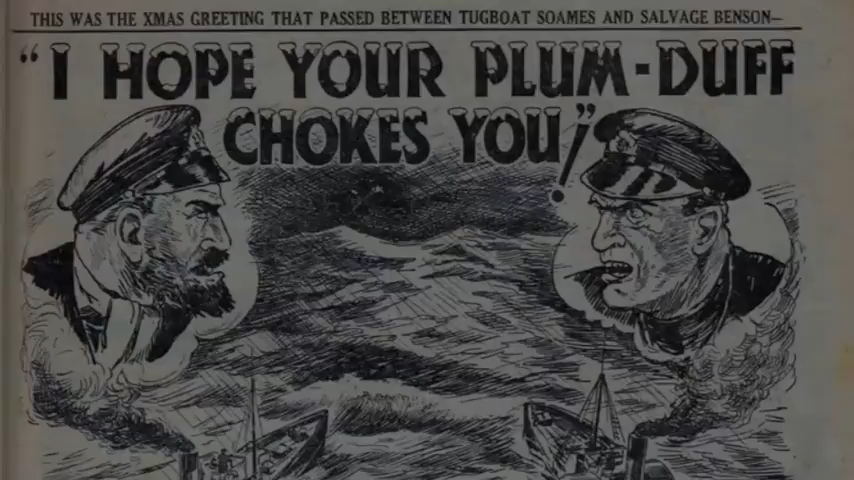 THIS WAS THE XMAS GREETING THAT PASSED BETWEEN TUGBOAT SOAMES AND SALVAGE BENSON—
"I HOPE YOUR PLUM-DUFF
CHOKES YOU!"